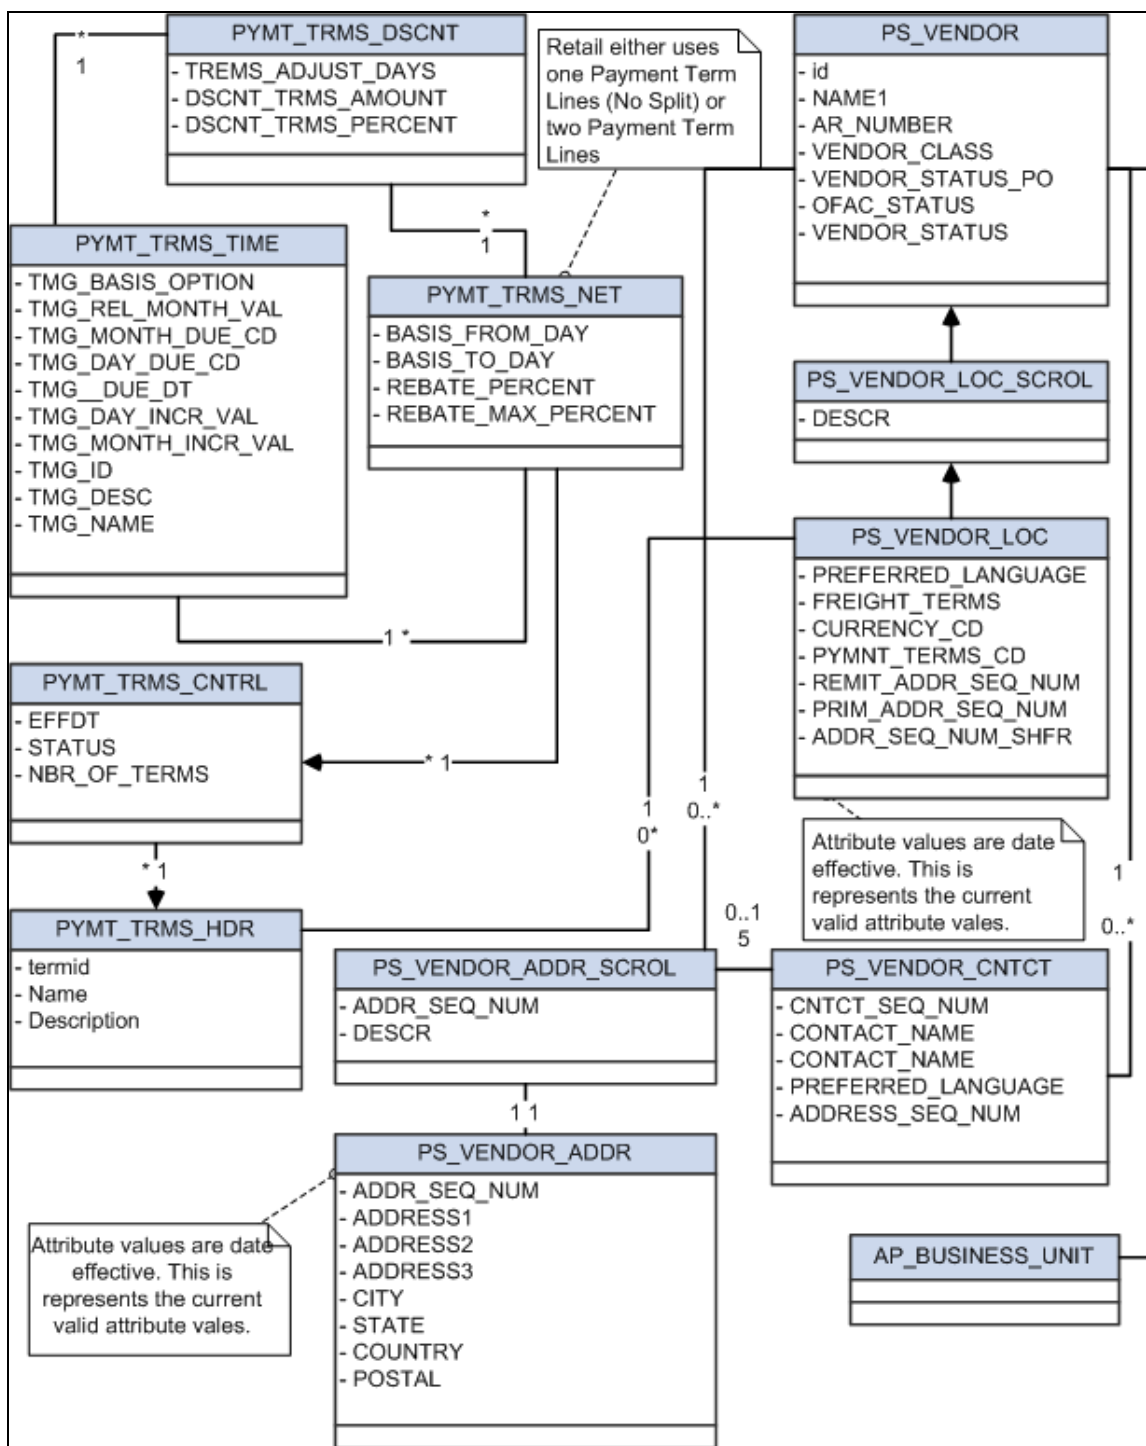 PYMT_TRMS_DSCNT
- TREMS_ADJUST_DAYS
- DSCNT_TRMS_AMOUNT
- DSCNT_TRMS_PERCENT
*
1
Retail either uses
one Payment Term
Lines (No Split) or
two Payment Term
Lines
PS_VENDOR
- id
- NAME1
- AR_NUMBER
- VENDOR_CLASS
- VENDOR_STATUS_PO
- OFAC_STATUS
- VENDOR_STATUS
*
1
PYMT_TRMS_TIME
- TMG_BASIS_OPTION
- TMG_REL_MONTH_VAL
- TMG_MONTH_DUE_CD
- TMG_DAY_DUE_CD
- TMG__DUE_DT
- TMG_DAY_INCR_VAL
- TMG_MONTH_INCR_VAL
- TMG_ID
- TMG_DESC
- TMG_NAME
PYMT_TRMS_NET
- BASIS_FROM_DAY
- BASIS_TO_DAY
- REBATE_PERCENT
- REBATE_MAX_PERCENT
PS_VENDOR_LOC_SCROL
- DESCR
PS_VENDOR_LOC
- PREFERRED_LANGUAGE
- FREIGHT_TERMS
- CURRENCY_CD
- PYMNT_TERMS_CD
- REMIT_ADDR_SEQ_NUM
- PRIM_ADDR_SEQ_NUM
- ADDR_SEQ_NUM_SHFR
1 *
PYMT_TRMS_CNTRL
- EFFDT
- STATUS
- NBR_OF_TERMS
* 1
1
0*
1
0..*
Attribute values are date
effective. This is
represents the current
valid attribute vales.
1
0..*
* 1
PYMT_TRMS_HDR
- termid
- Name
- Description
0..1
5
PS_VENDOR_ADDR_SCROL
- ADDR_SEQ_NUM
- DESCR
PS_VENDOR_CNTCT
- CNTCT_SEQ_NUM
- CONTACT_NAME
- CONTACT_NAME
- PREFERRED_LANGUAGE
- ADDRESS_SEQ_NUM
1 1
PS_VENDOR_ADDR
- ADDR_SEQ_NUM
- ADDRESS1
- ADDRESS2
- ADDRESS3
- CITY
- STATE
- COUNTRY
- POSTAL
Attribute values are date
effective. This is
represents the current
valid attribute vales.
AP_BUSINESS_UNIT